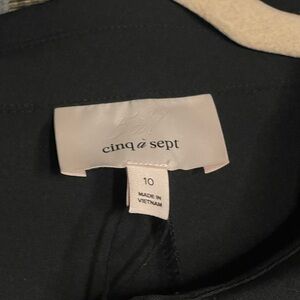 cinq à sept
10
MADE IN
VIETNAM